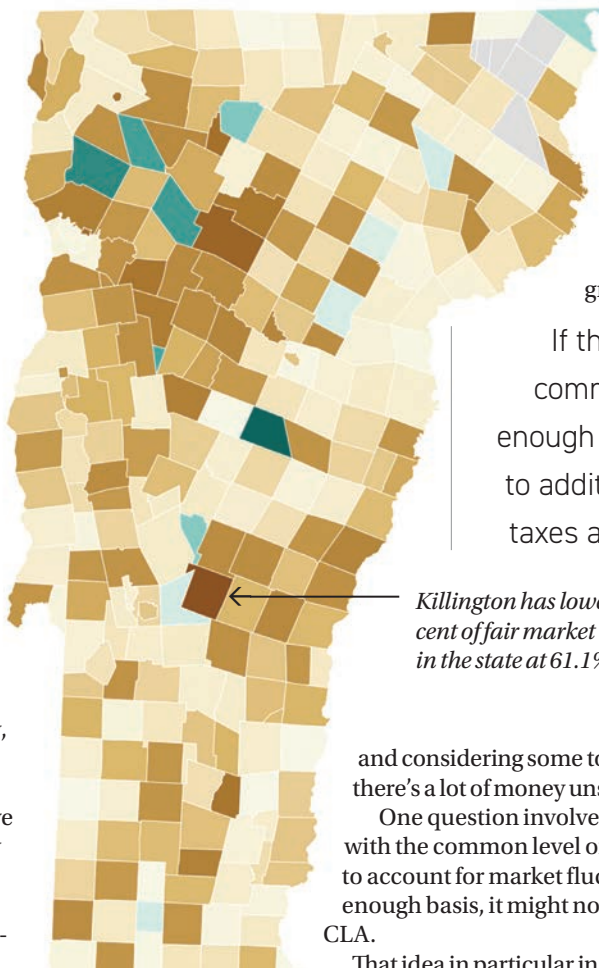 gr
If th
comm
enough
to addit
taxes a
Killington has lowe
cent of fair market
in the state at 61.1%
,
ve
-
and considering some to
there's a lot of money uns
One question involve
with the common level o
to account for market fluc
enough basis, it might no
CLA.
That idea in particular in